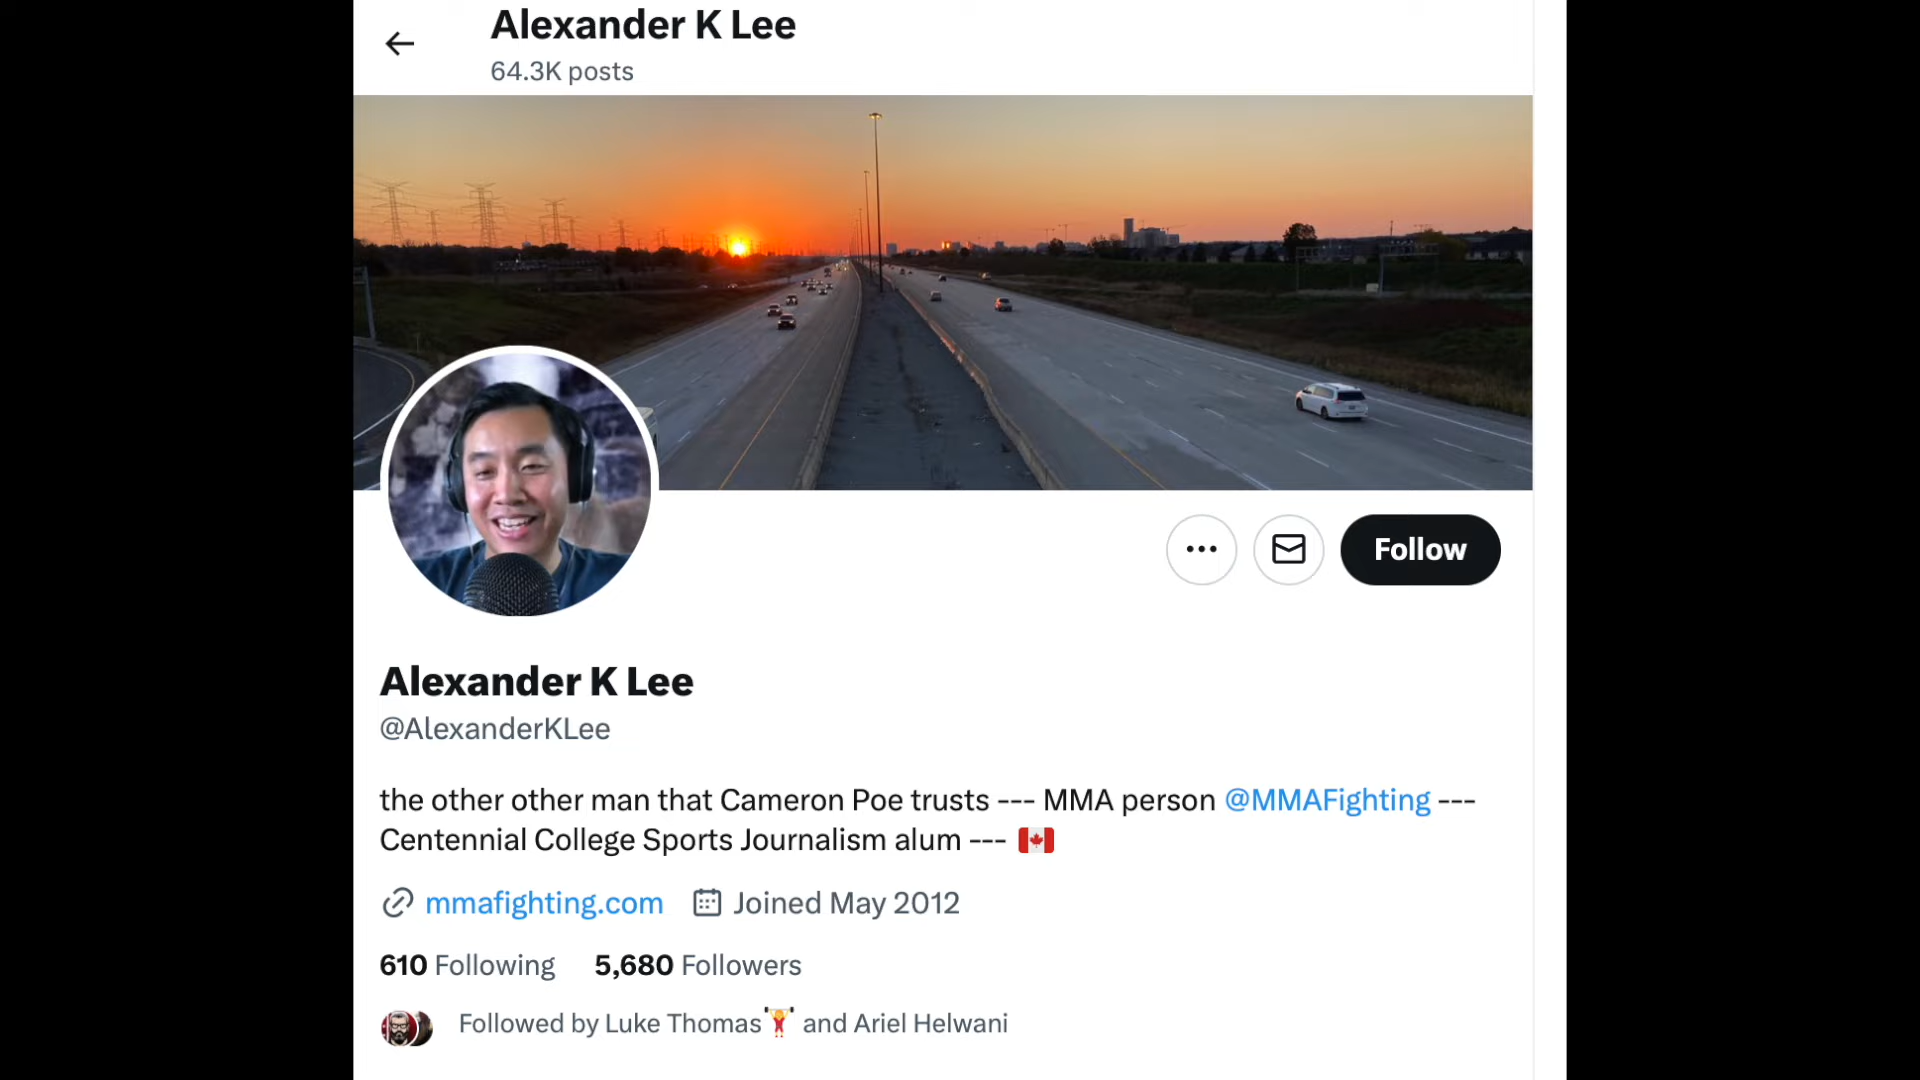 Alexander K Lee
64.3K posts
Follow
Alexander K Lee
@AlexanderKLee
the other other man that Cameron Poe trusts --- MMA person @MMAFighting ---
Centennial College Sports Journalism alum --- 🇨🇦
mmafighting.com Joined May 2012
610 Following 5,680 Followers
Followed by Luke Thomas🏋️ and Ariel Helwani